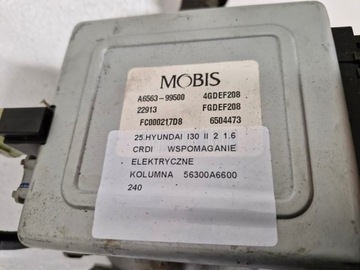 MOBIS
A6563-99500 4GDEF208
22913 FGDEF208
FC000217D8 6504473
25.HYUNDAI I30 II 2 1.6
CRDI WSPOMAGANIE
ELEKTRYCZNE
KOLUMNA 56300A6600
240